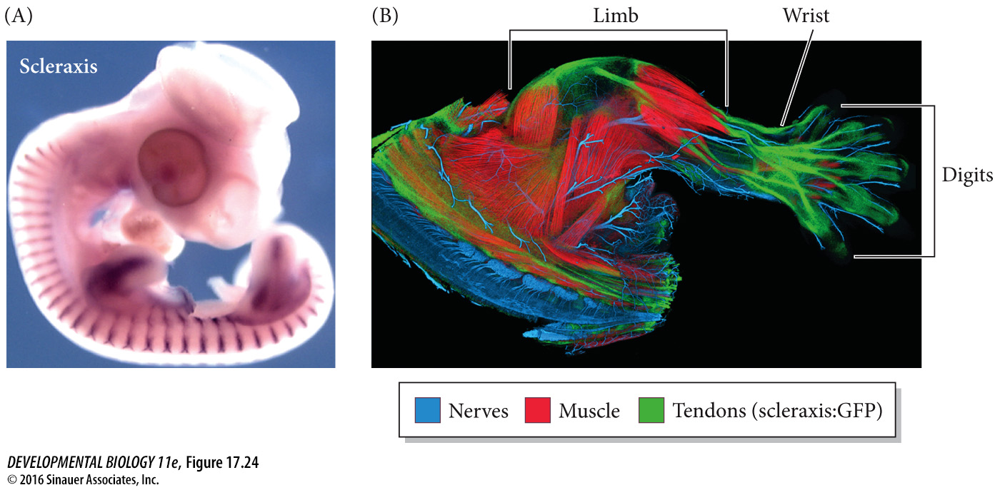 (A)
Scleraxis
(B)
Limb
Wrist
Digits
Nerves
Muscle
Tendons (scleraxis:GFP)
DEVELOPMENTAL BIOLOGY 11e, Figure 17.24
© 2016 Sinauer Associates, Inc.